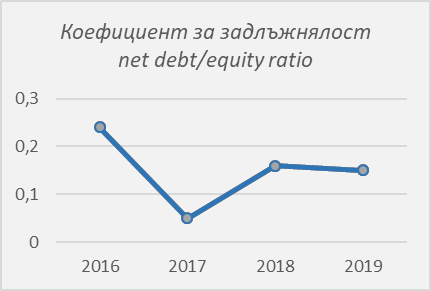 Коефициент за задлъжнялост
net debt/equity ratio
0,3
0,2
0,1
0
2016 2017 2018 2019